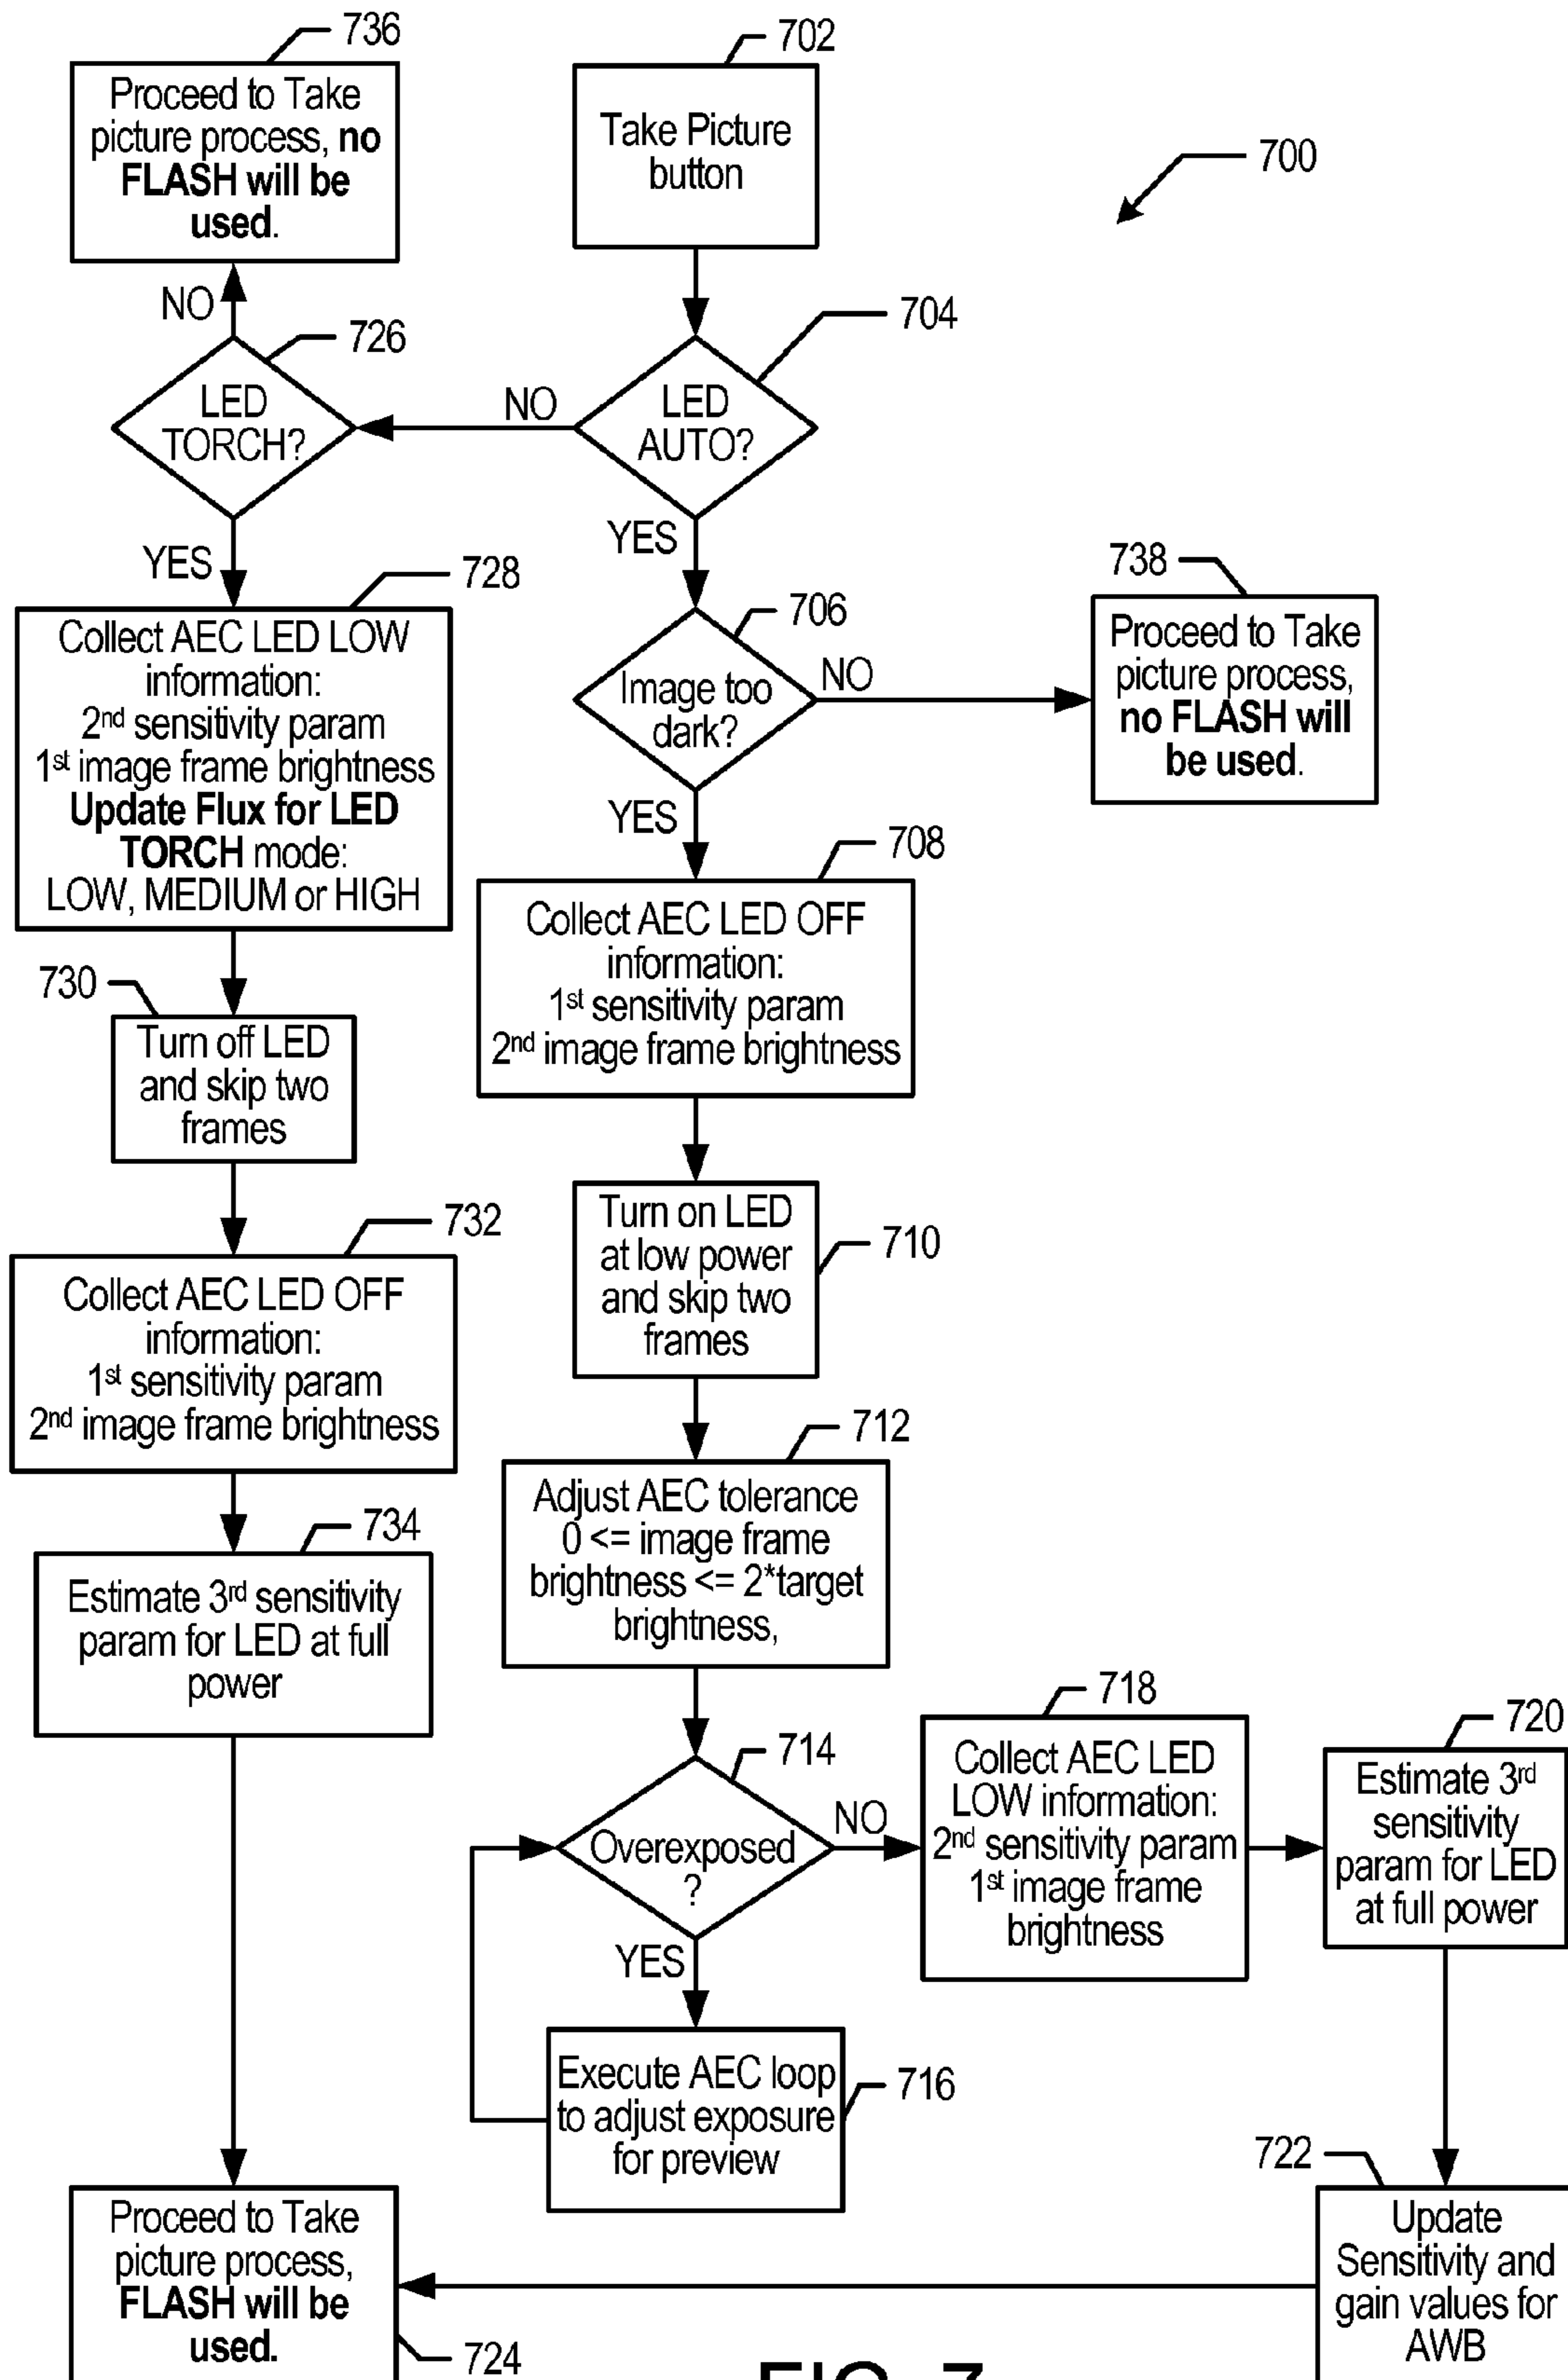 736
Proceed to Take
picture process, no
FLASH will be
used.
702
Take Picture
button
700
NO
726
LED
TORCH?
NO
704
LED
AUTO?
YES
728
Collect AEC LED LOW
information:
2nd sensitivity param
1st image frame brightness
Update Flux for LED
TORCH mode:
LOW, MEDIUM or HIGH
YES
706
Image too
dark?
NO
738
Proceed to Take
picture process,
no FLASH will
be used.
YES
708
Collect AEC LED OFF
information:
1st sensitivity param
2nd image frame brightness
730
Turn off LED
and skip two
frames
710
Turn on LED
at low power
and skip two
frames
732
Collect AEC LED OFF
information:
1st sensitivity param
2nd image frame brightness
712
Adjust AEC tolerance
0 <= image frame
brightness <= 2*target
brightness,
734
Estimate 3rd sensitivity
param for LED at full
power
714
Overexposed
?
NO
718
Collect AEC LED
LOW information:
2nd sensitivity param
1st image frame
brightness
720
Estimate 3rd
sensitivity
param for LED
at full power
YES
716
Execute AEC loop
to adjust exposure
for preview
722
Update
Sensitivity and
gain values for
AWB
Proceed to Take
picture process,
FLASH will be
used.
724
FIG. 7